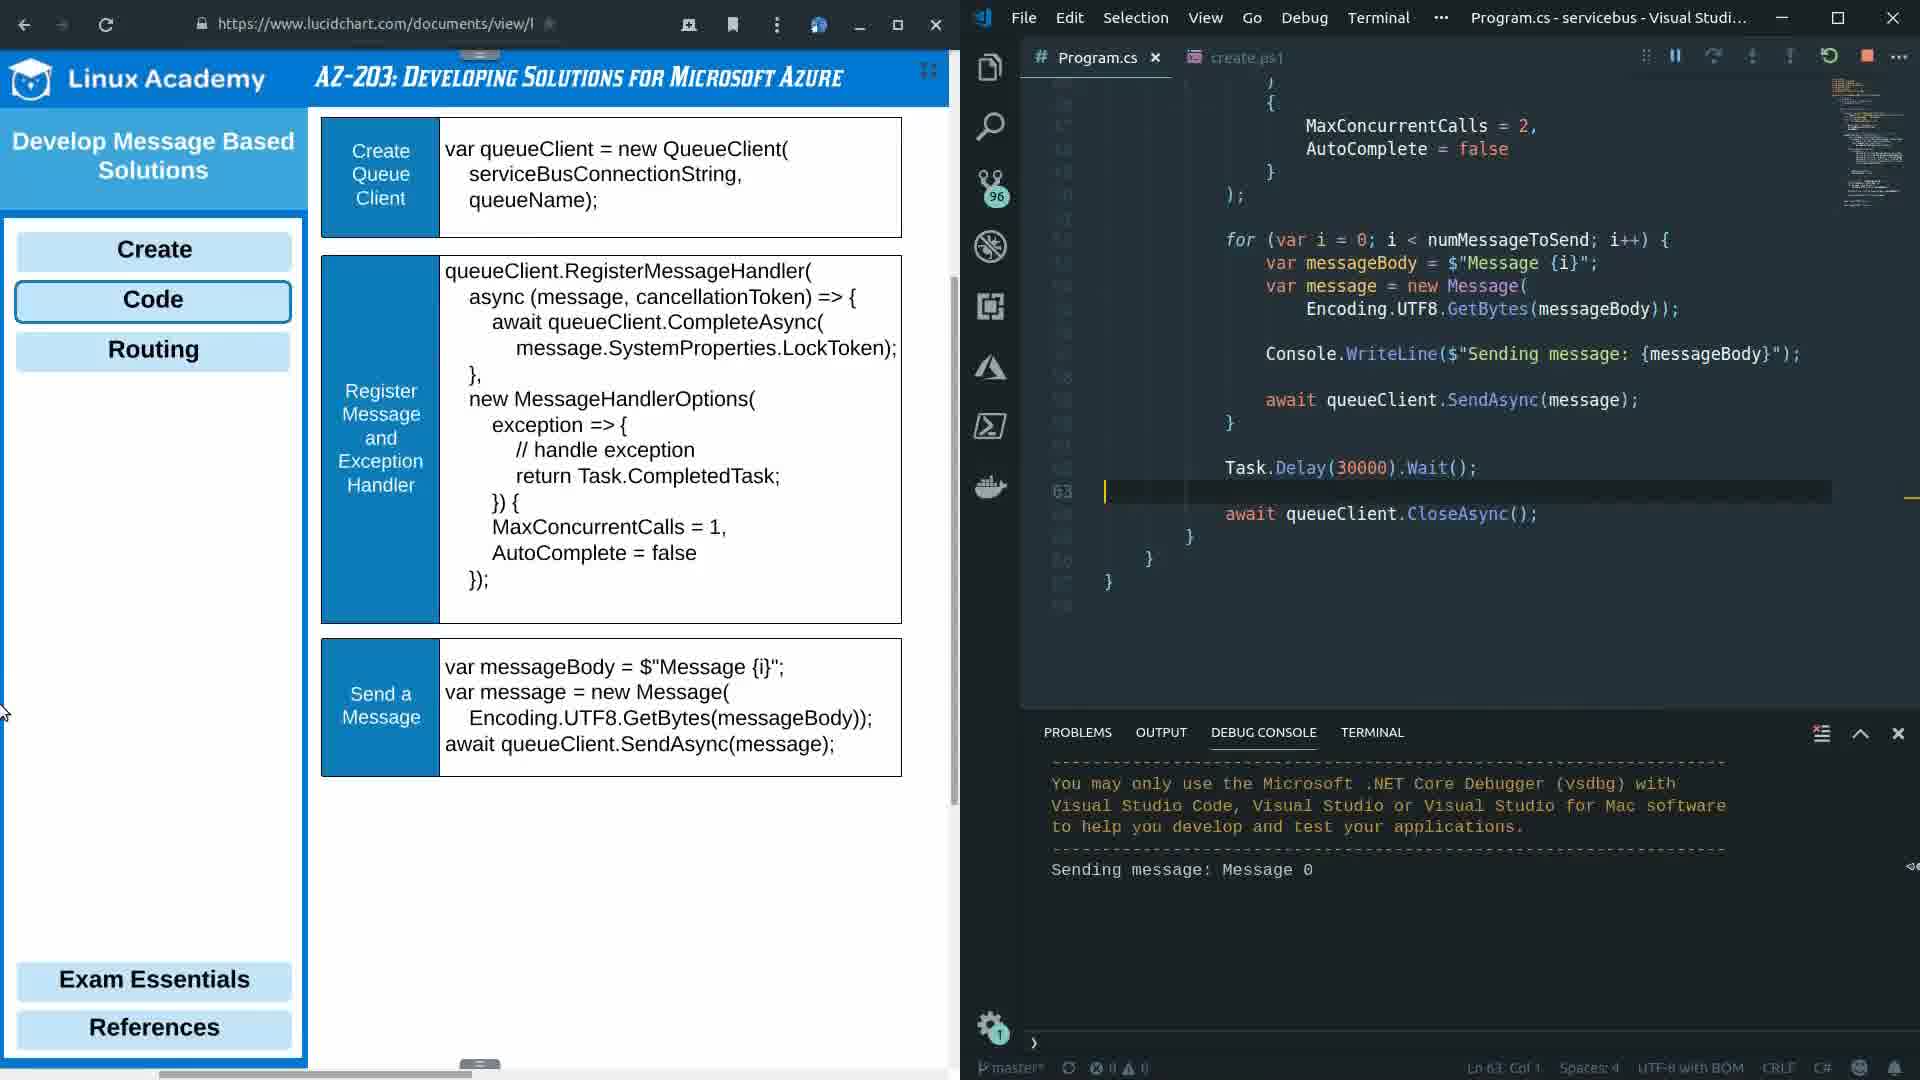 https://www.lucidchart.com/documents/view/
Linux Academy
AZ-203: Developing Solutions for Microsoft Azure
Develop Message Based
Solutions
Create
Code
Routing
Exam Essentials
References
Create
Queue
Client
var queueClient = new QueueClient(
serviceBusConnectionString,
queueName);
Register
Message
and
Exception
Handler
queueClient.RegisterMessageHandler(
async (message, cancellationToken) => {
await queueClient.CompleteAsync(
message.SystemProperties.LockToken);
},
new MessageHandlerOptions(
exception => {
// handle exception
return Task.CompletedTask;
}) {
MaxConcurrentCalls = 1,
AutoComplete = false
});
Send a
Message
var messageBody = $"Message {i}";
var message = new Message(
Encoding.UTF8.GetBytes(messageBody));
await queueClient.SendAsync(message);
File Edit Selection View Go Debug Terminal ··· Program.cs - servicebus - Visual Studi...
# Program.cs create.ps1
96
)
{
MaxConcurrentCalls = 2,
AutoComplete = false
}
);
for (var i = 0; i < numMessageToSend; i++) {
var messageBody = $"Message {i}";
var message = new Message(
Encoding.UTF8.GetBytes(messageBody));
Console.WriteLine($"Sending message: {messageBody}");
await queueClient.SendAsync(message);
}
Task.Delay(30000).Wait();
63
await queueClient.CloseAsync();
}
}
}
PROBLEMS OUTPUT DEBUG CONSOLE TERMINAL
-------------------------------------------------------------------
You may only use the Microsoft .NET Core Debugger (vsdbg) with
Visual Studio Code, Visual Studio or Visual Studio for Mac software
to help you develop and test your applications.
-------------------------------------------------------------------
Sending message: Message 0
1
master* 0 0 Ln 63, Col 1 Spaces: 4 UTF-8 with BOM CRLF C#